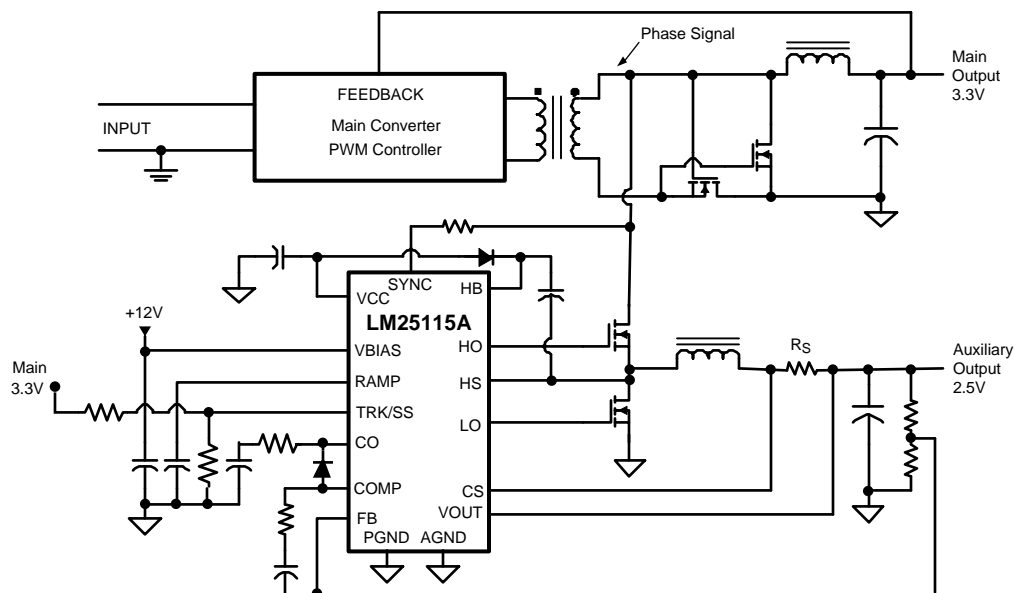 Phase Signal
Main
Output
3.3V
FEEDBACK
Main Converter
PWM Controller
INPUT
SYNC
HB
VCC
LM25115A
+12V
VBIAS
HO
RS
Auxiliary
Output
2.5V
Main
3.3V
RAMP
HS
TRK/SS
LO
CO
COMP
CS
VOUT
FB
PGND
AGND